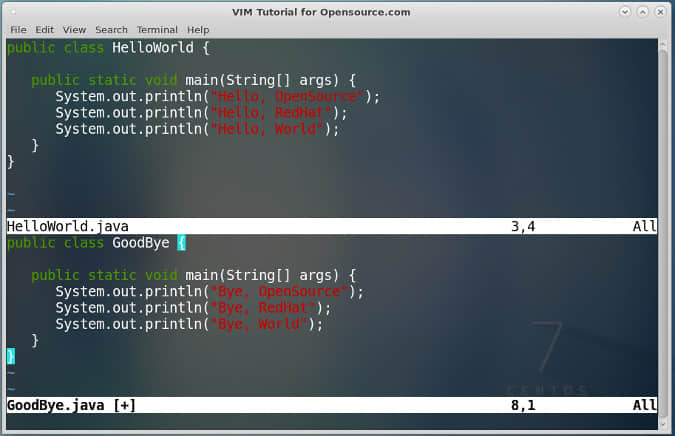 VIM Tutorial for Opensource.com
File Edit View Search Terminal Help
public class HelloWorld {
   public static void main(String[] args) {
      System.out.println("Hello, OpenSource");
      System.out.println("Hello, RedHat");
      System.out.println("Hello, World");
   }
}
~
~
HelloWorld.java 3,4 All
public class GoodBye {
   public static void main(String[] args) {
      System.out.println("Bye, OpenSource");
      System.out.println("Bye, RedHat");
      System.out.println("Bye, World");
   }
}
~
~
7
CENTOS
GoodBye.java [+] 8,1 All